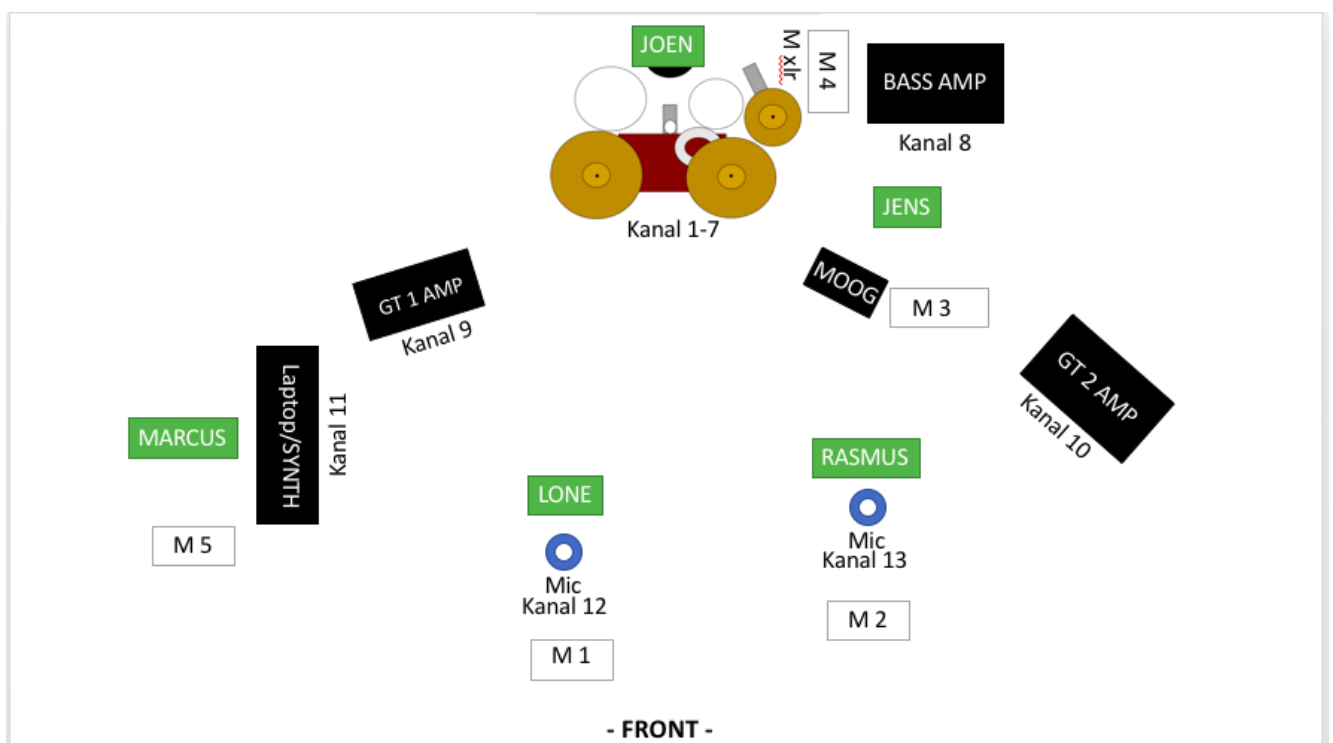 JOEN
M xlr
M 4
BASS AMP
Kanal 8
Kanal 1-7
JENS
GT 1 AMP
Kanal 9
MOOG
M 3
GT 2 AMP
Kanal 10
Laptop/SYNTH
Kanal 11
MARCUS
M 5
LONE
Mic
Kanal 12
M 1
RASMUS
Mic
Kanal 13
M 2
- FRONT -